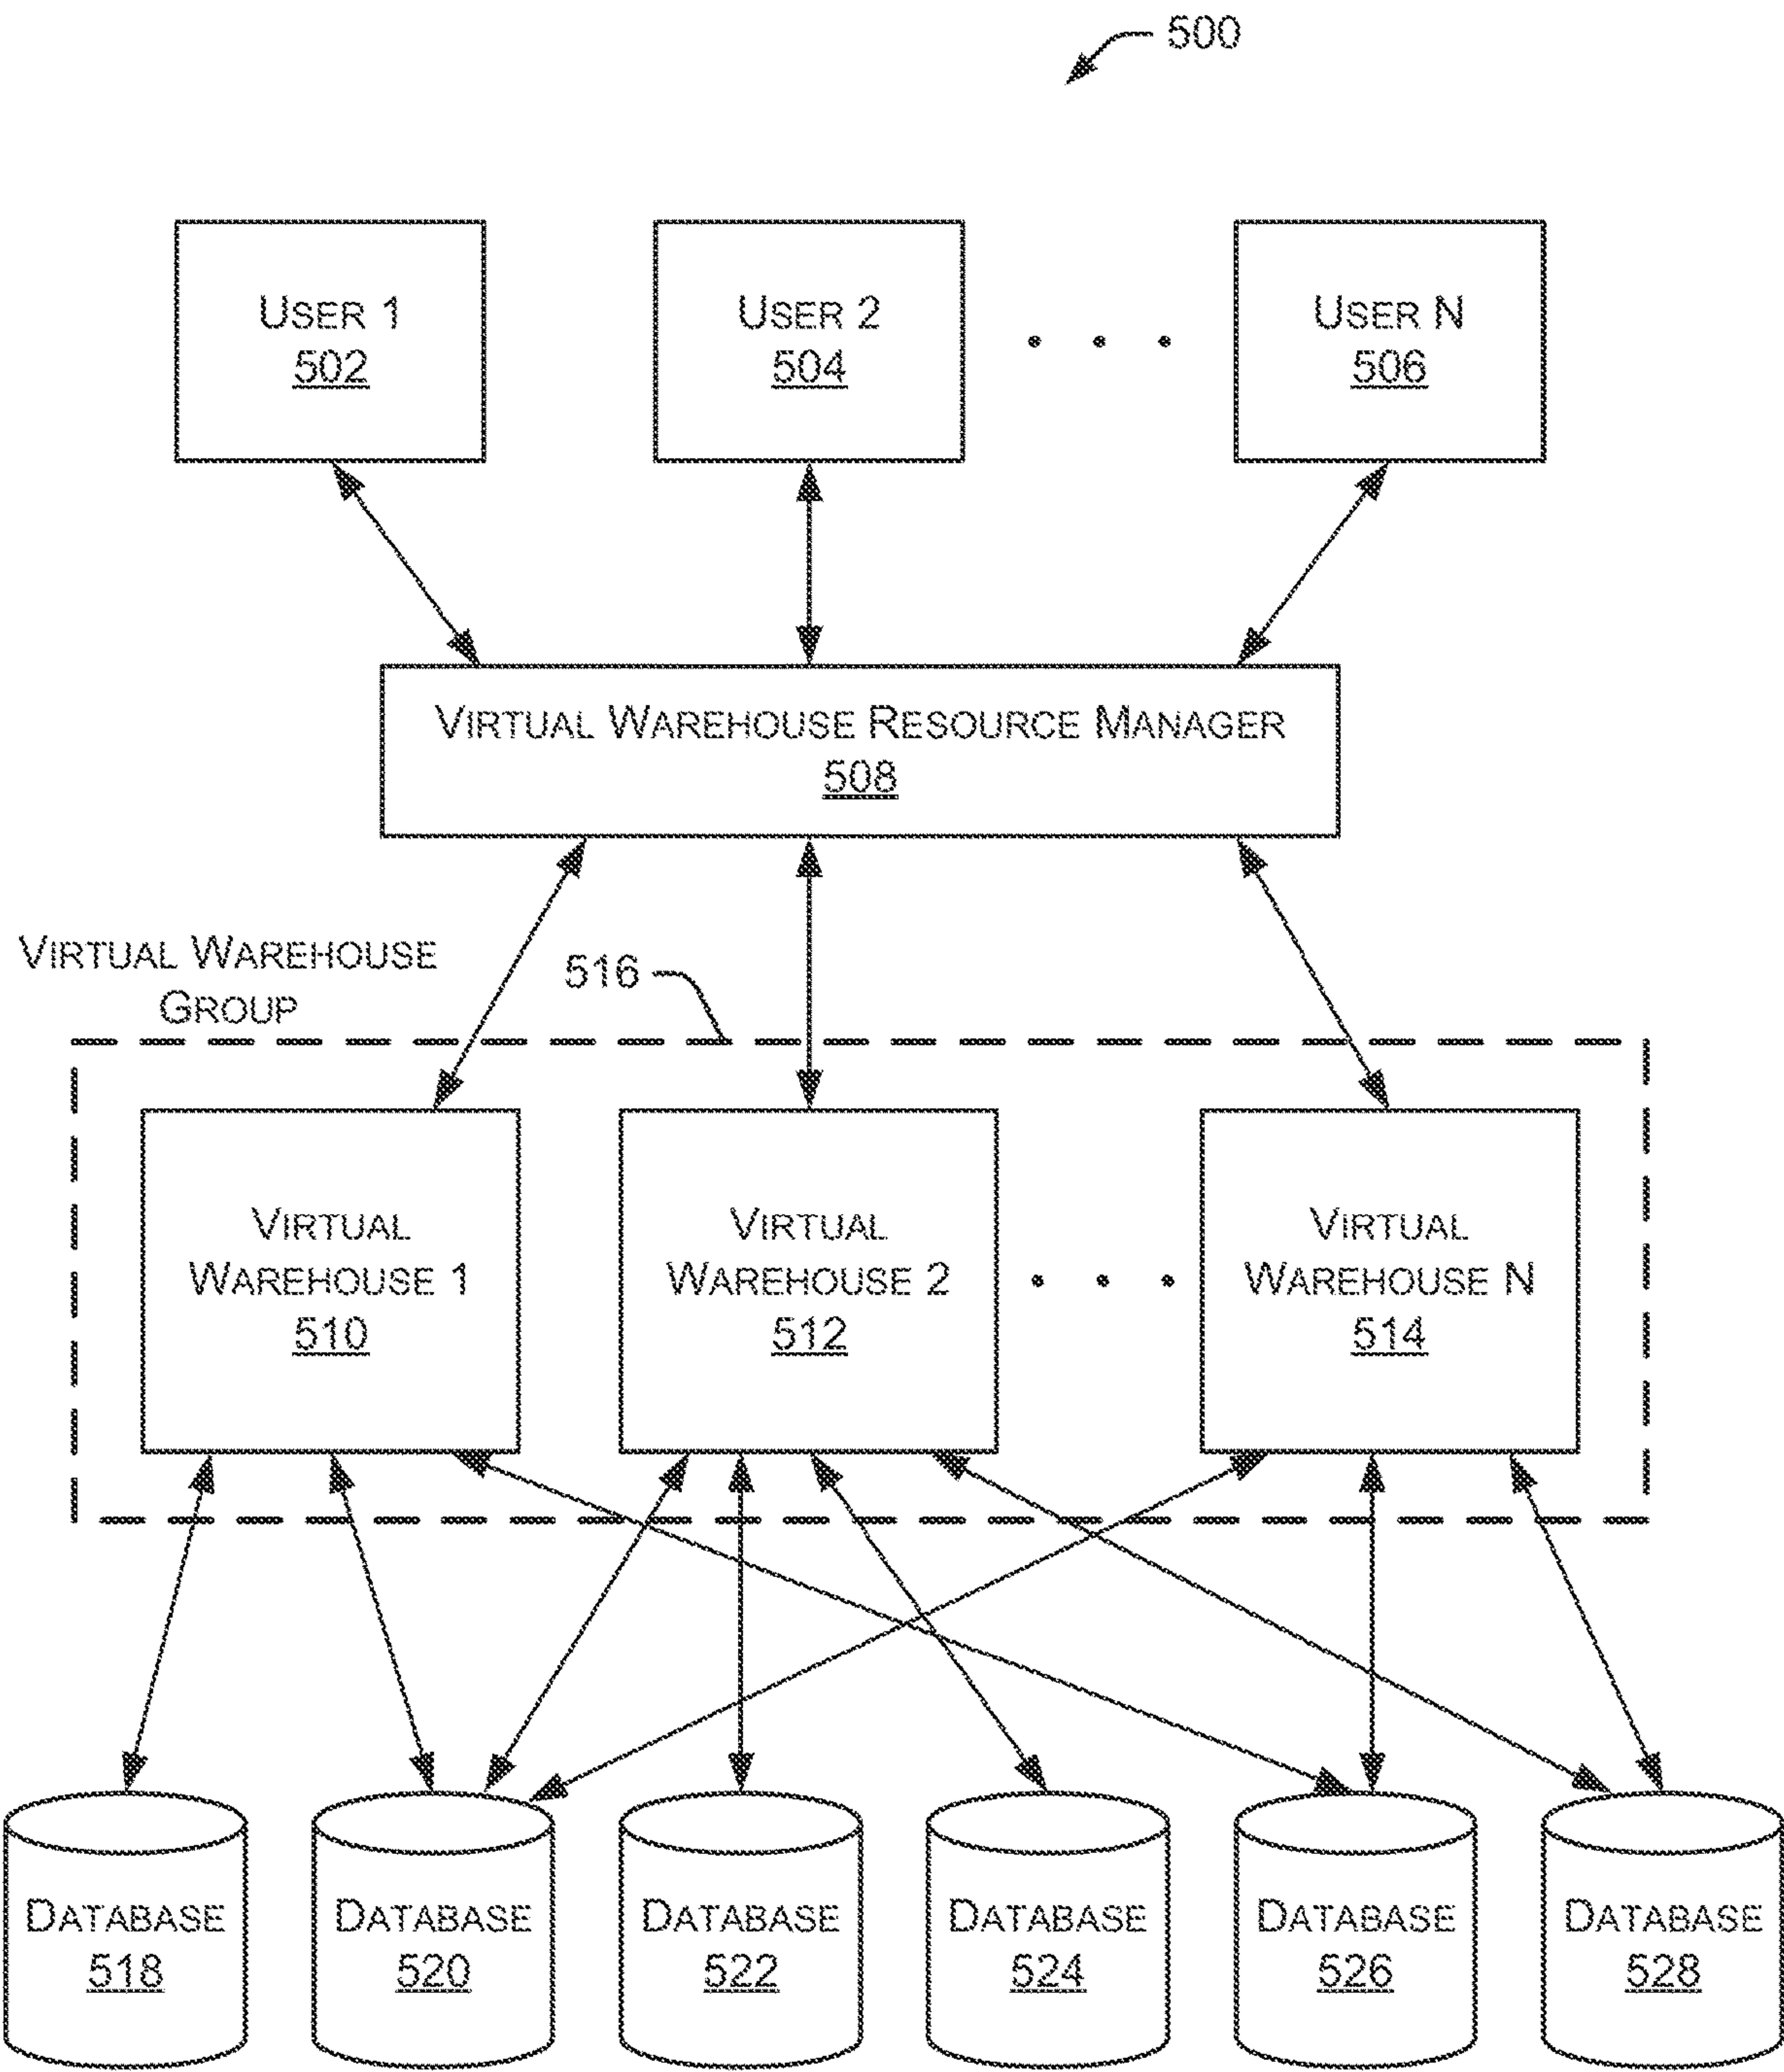 500
USER 1
502
USER 2
504
USER N
506
VIRTUAL WAREHOUSE RESOURCE MANAGER
508
VIRTUAL WAREHOUSE
GROUP
516
VIRTUAL
WAREHOUSE 1
510
VIRTUAL
WAREHOUSE 2
512
VIRTUAL
WAREHOUSE N
514
DATABASE
518
DATABASE
520
DATABASE
522
DATABASE
524
DATABASE
526
DATABASE
528